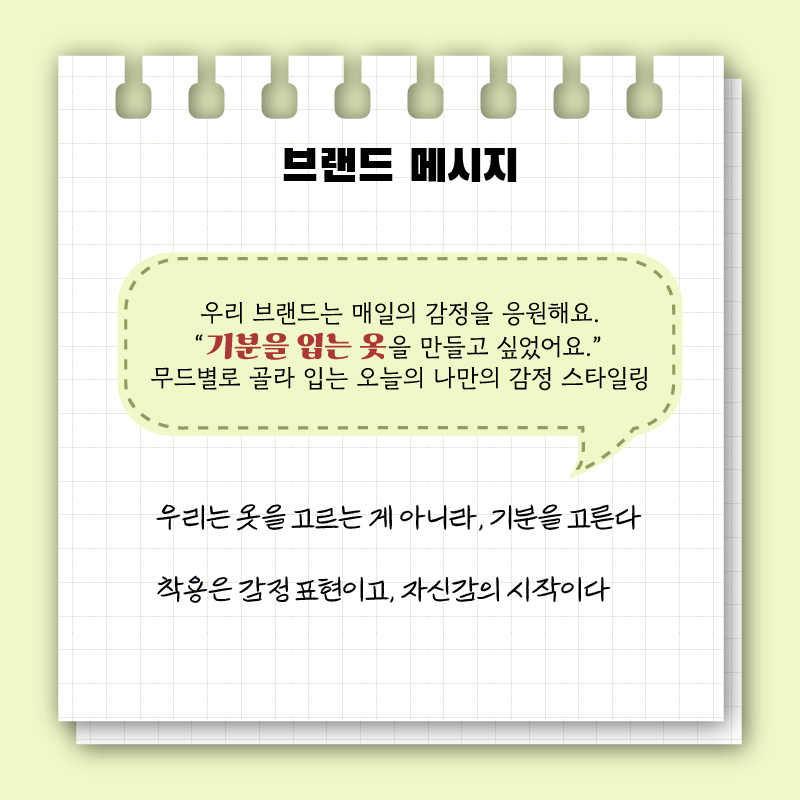 브랜드 메시지
우리 브랜드는 매일의 감정을 응원해요.
“기분을 입는 옷을 만들고 싶었어요.”
무드별로 골라 입는 오늘의 나만의 감정 스타일링
우리는 옷을 고르는 게 아니라, 기분을 고른다
착용은 감정 표현이고, 자신감의 시작이다